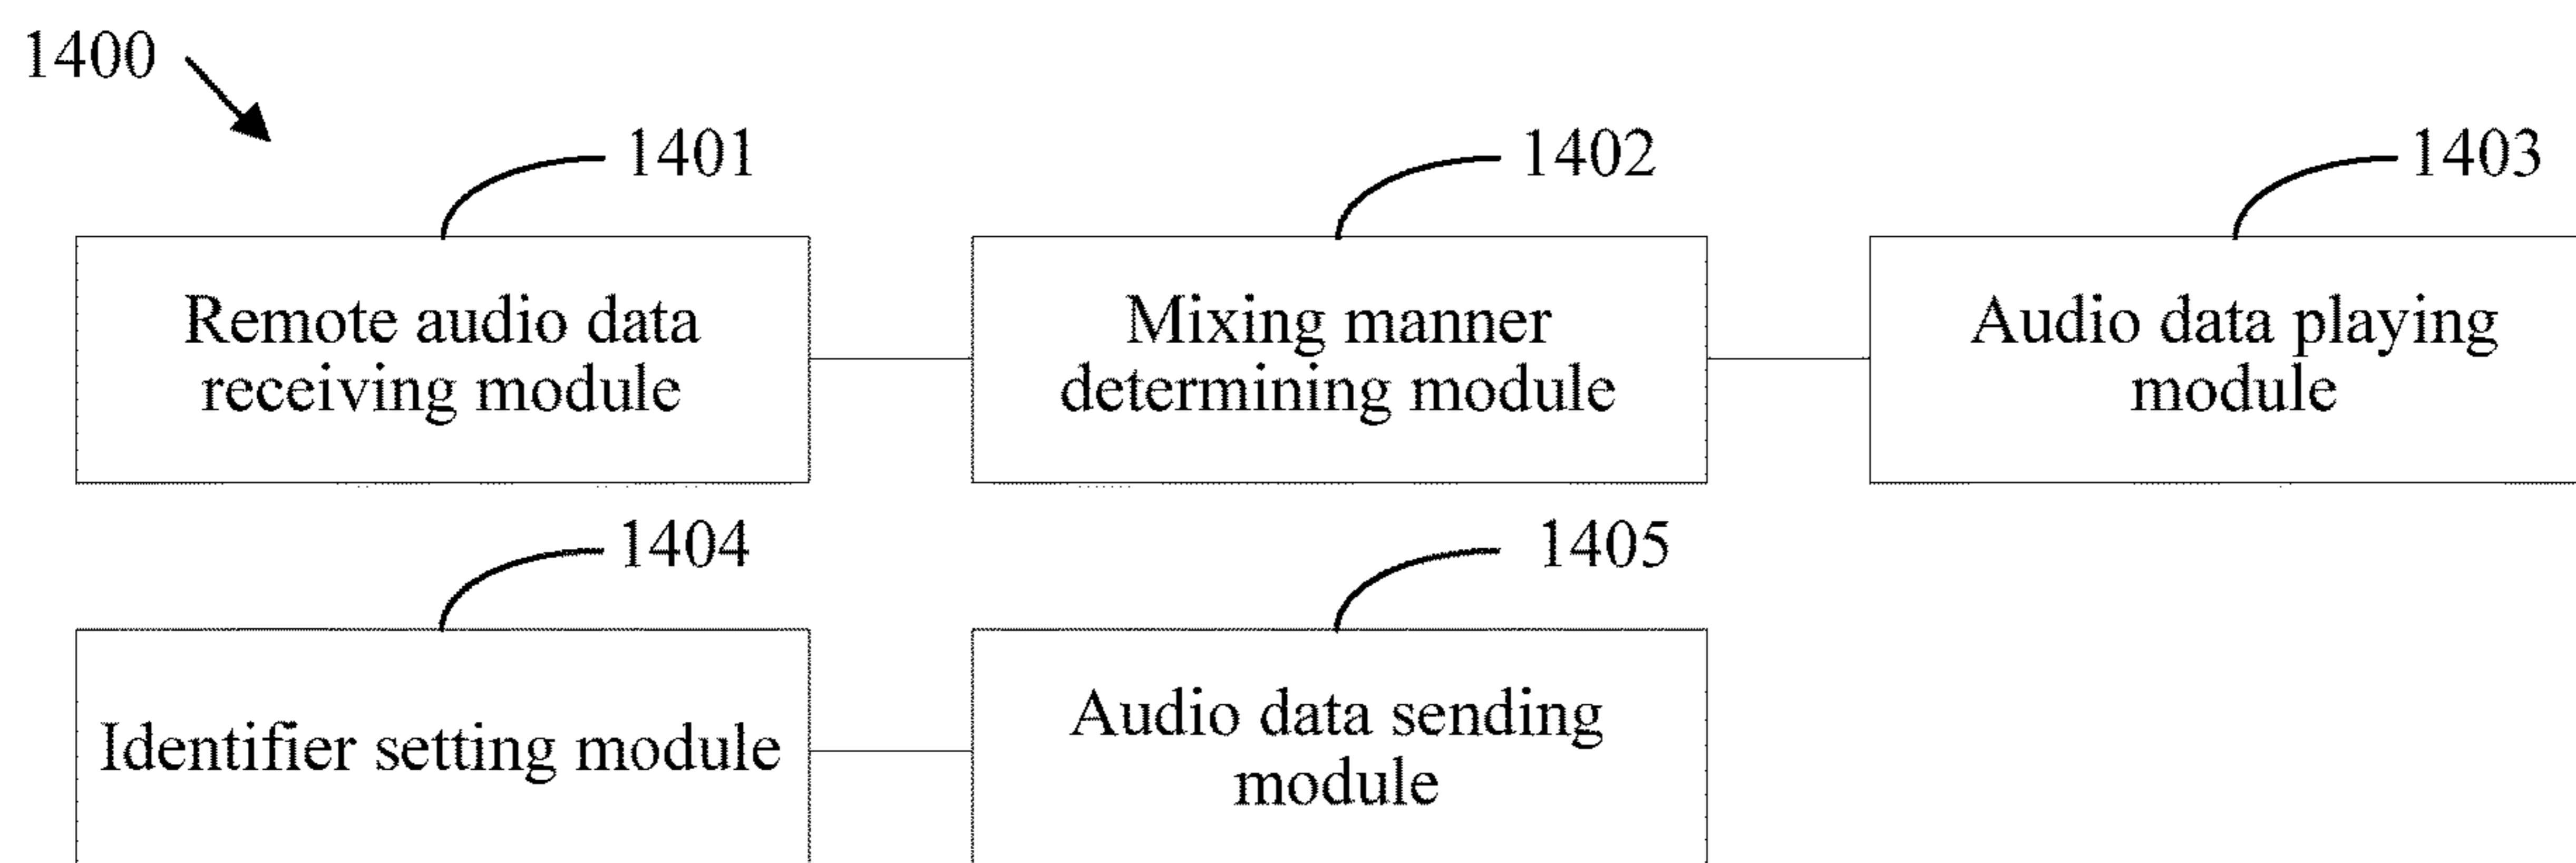 1400
1401
1402
1403
Remote audio data
receiving module
Mixing manner
determining module
Audio data playing
module
1404
1405
Identifier setting module
Audio data sending
module